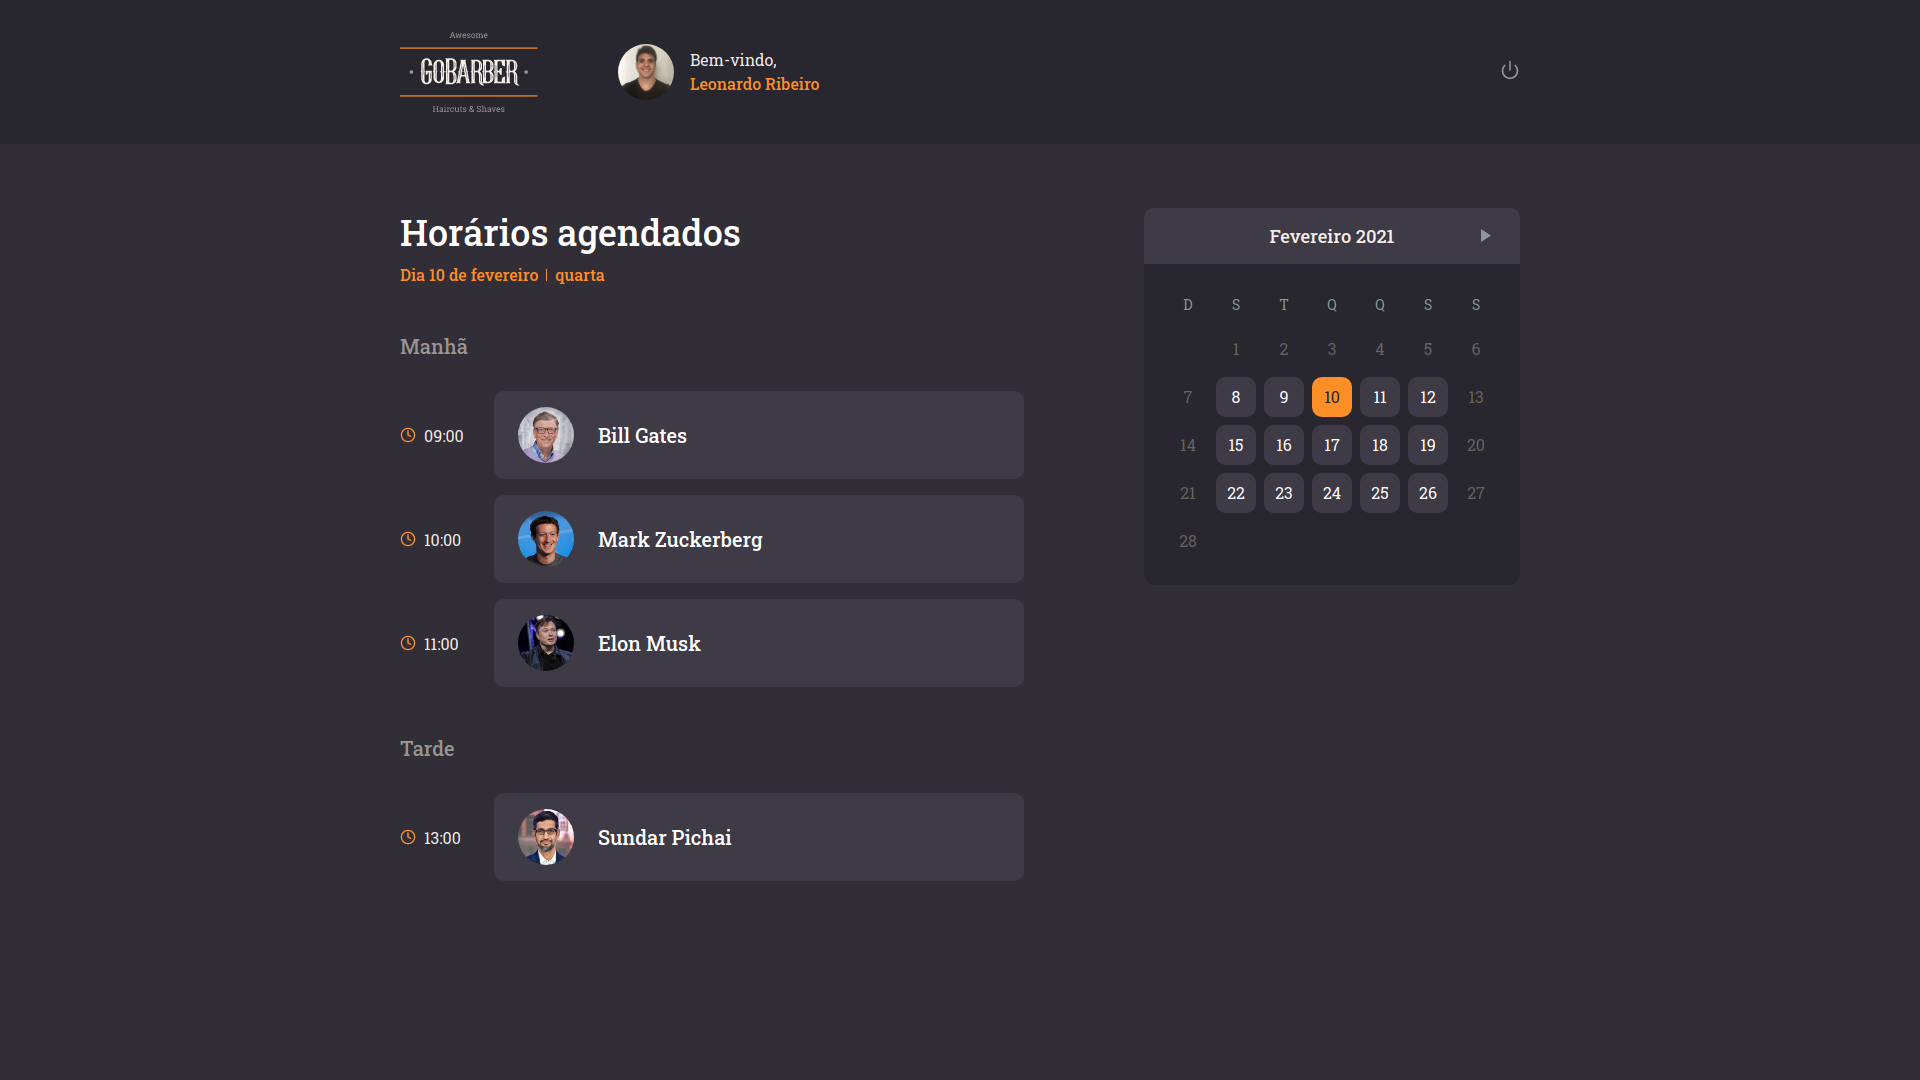 Awesome
GOBARBER
Haircuts & Shaves
Bem-vindo,
Leonardo Ribeiro
Horários agendados
Dia 10 de fevereiro | quarta
Manhã
09:00 Bill Gates
10:00 Mark Zuckerberg
11:00 Elon Musk
Tarde
13:00 Sundar Pichai
Fevereiro 2021
D S T Q Q S S
1 2 3 4 5 6
7 8 9 10 11 12 13
14 15 16 17 18 19 20
21 22 23 24 25 26 27
28